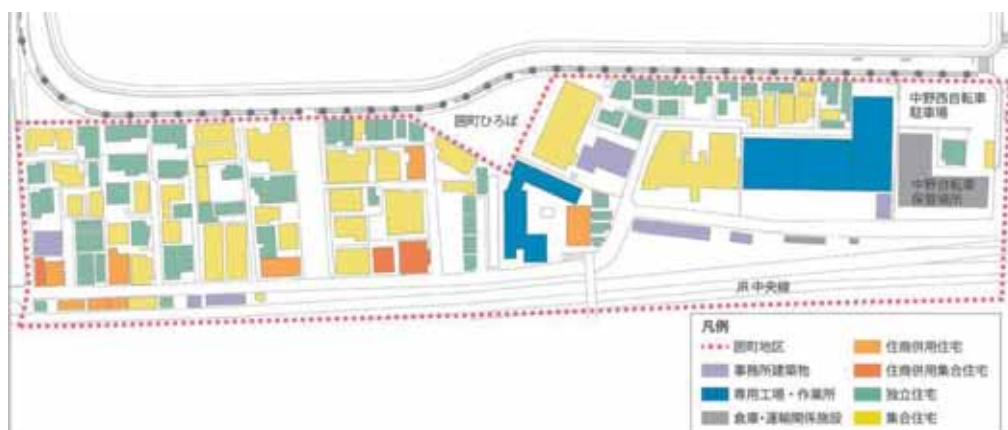 囲町ひろば
中野西自転車
駐車場
中野自転車
保管場所
JR 中央線
凡例
囲町地区
事務所建築物
専用工場・作業所
倉庫・運輸関係施設
住商併用住宅
住商併用集合住宅
独立住宅
集合住宅